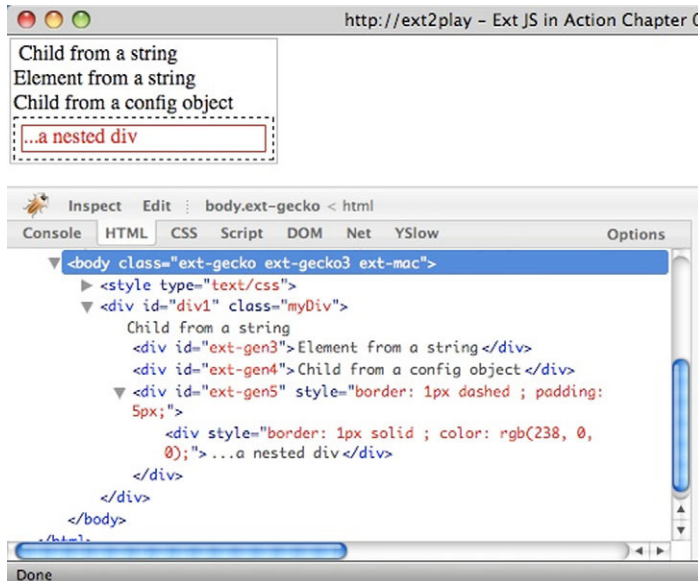 http://ext2play - Ext JS in Action Chapter
Child from a string
Element from a string
Child from a config object
...a nested div
Inspect Edit body.ext-gecko < html
Console HTML CSS Script DOM Net YSlow Options
<body class="ext-gecko ext-gecko3 ext-mac">
<style type="text/css">
<div id="div1" class="myDiv">
Child from a string
<div id="ext-gen3">Element from a string</div>
<div id="ext-gen4">Child from a config object</div>
<div id="ext-gen5" style="border: 1px dashed ; padding:
5px;">
<div style="border: 1px solid ; color: rgb(238, 0,
0);">...a nested div</div>
</div>
</div>
</body>
</html>
Done